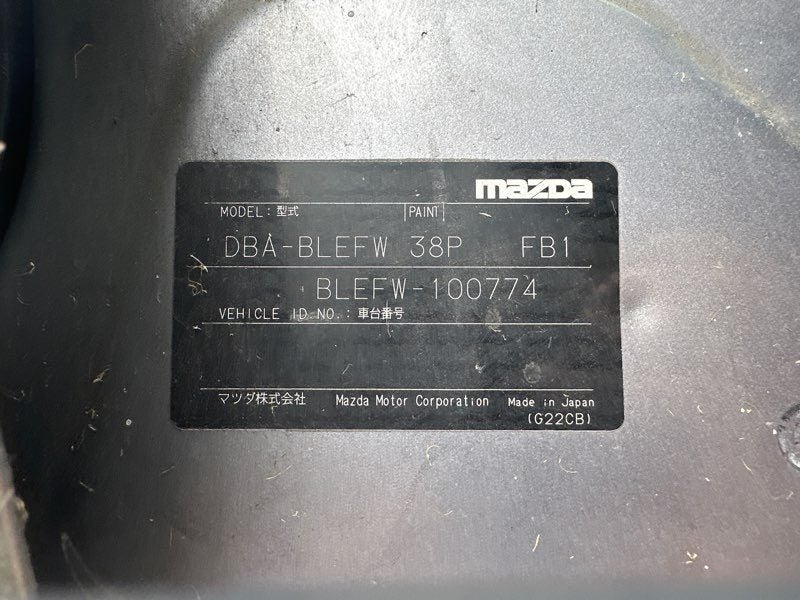 mazda
MODEL: 型式 PAINT
DBA-BLEFW 38P FB1
BLEFW-100774
VEHICLE ID NO.: 車台番号
マツダ株式会社 Mazda Motor Corporation Made in Japan
(G22CB)